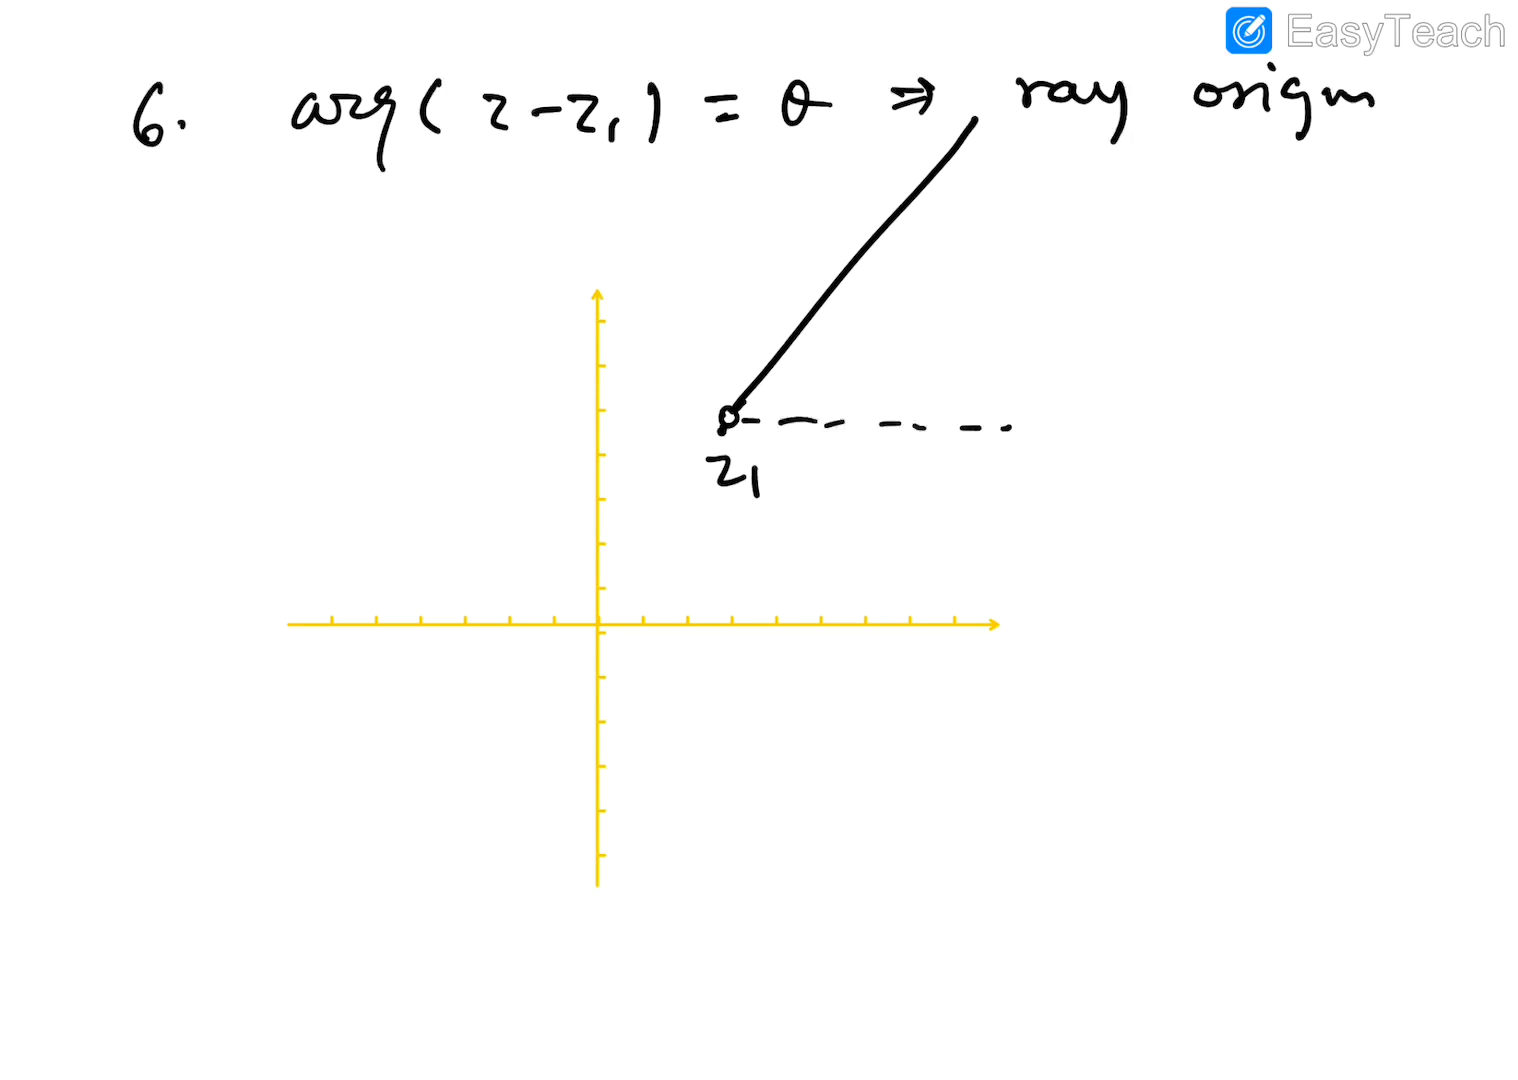 EasyTeach
6. arg(z-z₁) = θ ⇒ ray origin
z₁